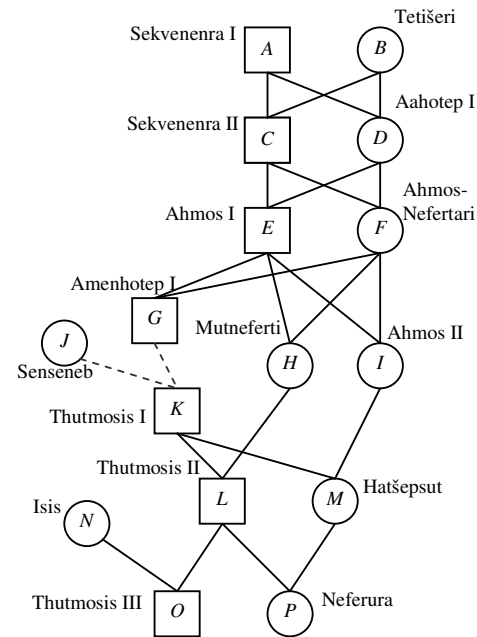 Tetišeri
Sekvenenra I
A
B
Aahotep I
Sekvenenra II
C
D
Ahmos-
Nefertari
Ahmos I
E
F
Amenhotep I
G
Mutneferti
Ahmos II
J
H
I
Senseneb
K
Thutmosis I
Thutmosis II
Hatšepsut
L
M
Isis
N
Thutmosis III
O
P
Neferura